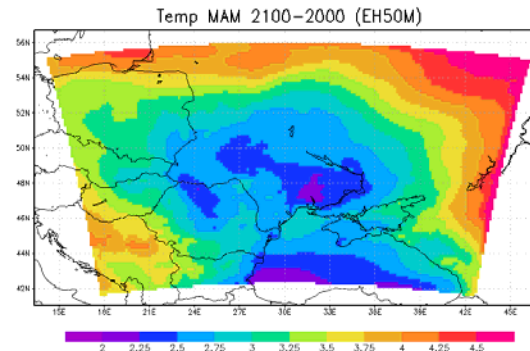 Temp MAM 2100-2000 (EH50M)
56N
54N
52N
50N
48N
46N
44N
42N
15E 18E 21E 24E 27E 30E 33E 36E 39E 42E 45E
2 2.25 2.5 2.75 3 3.25 3.5 3.75 4 4.25 4.5